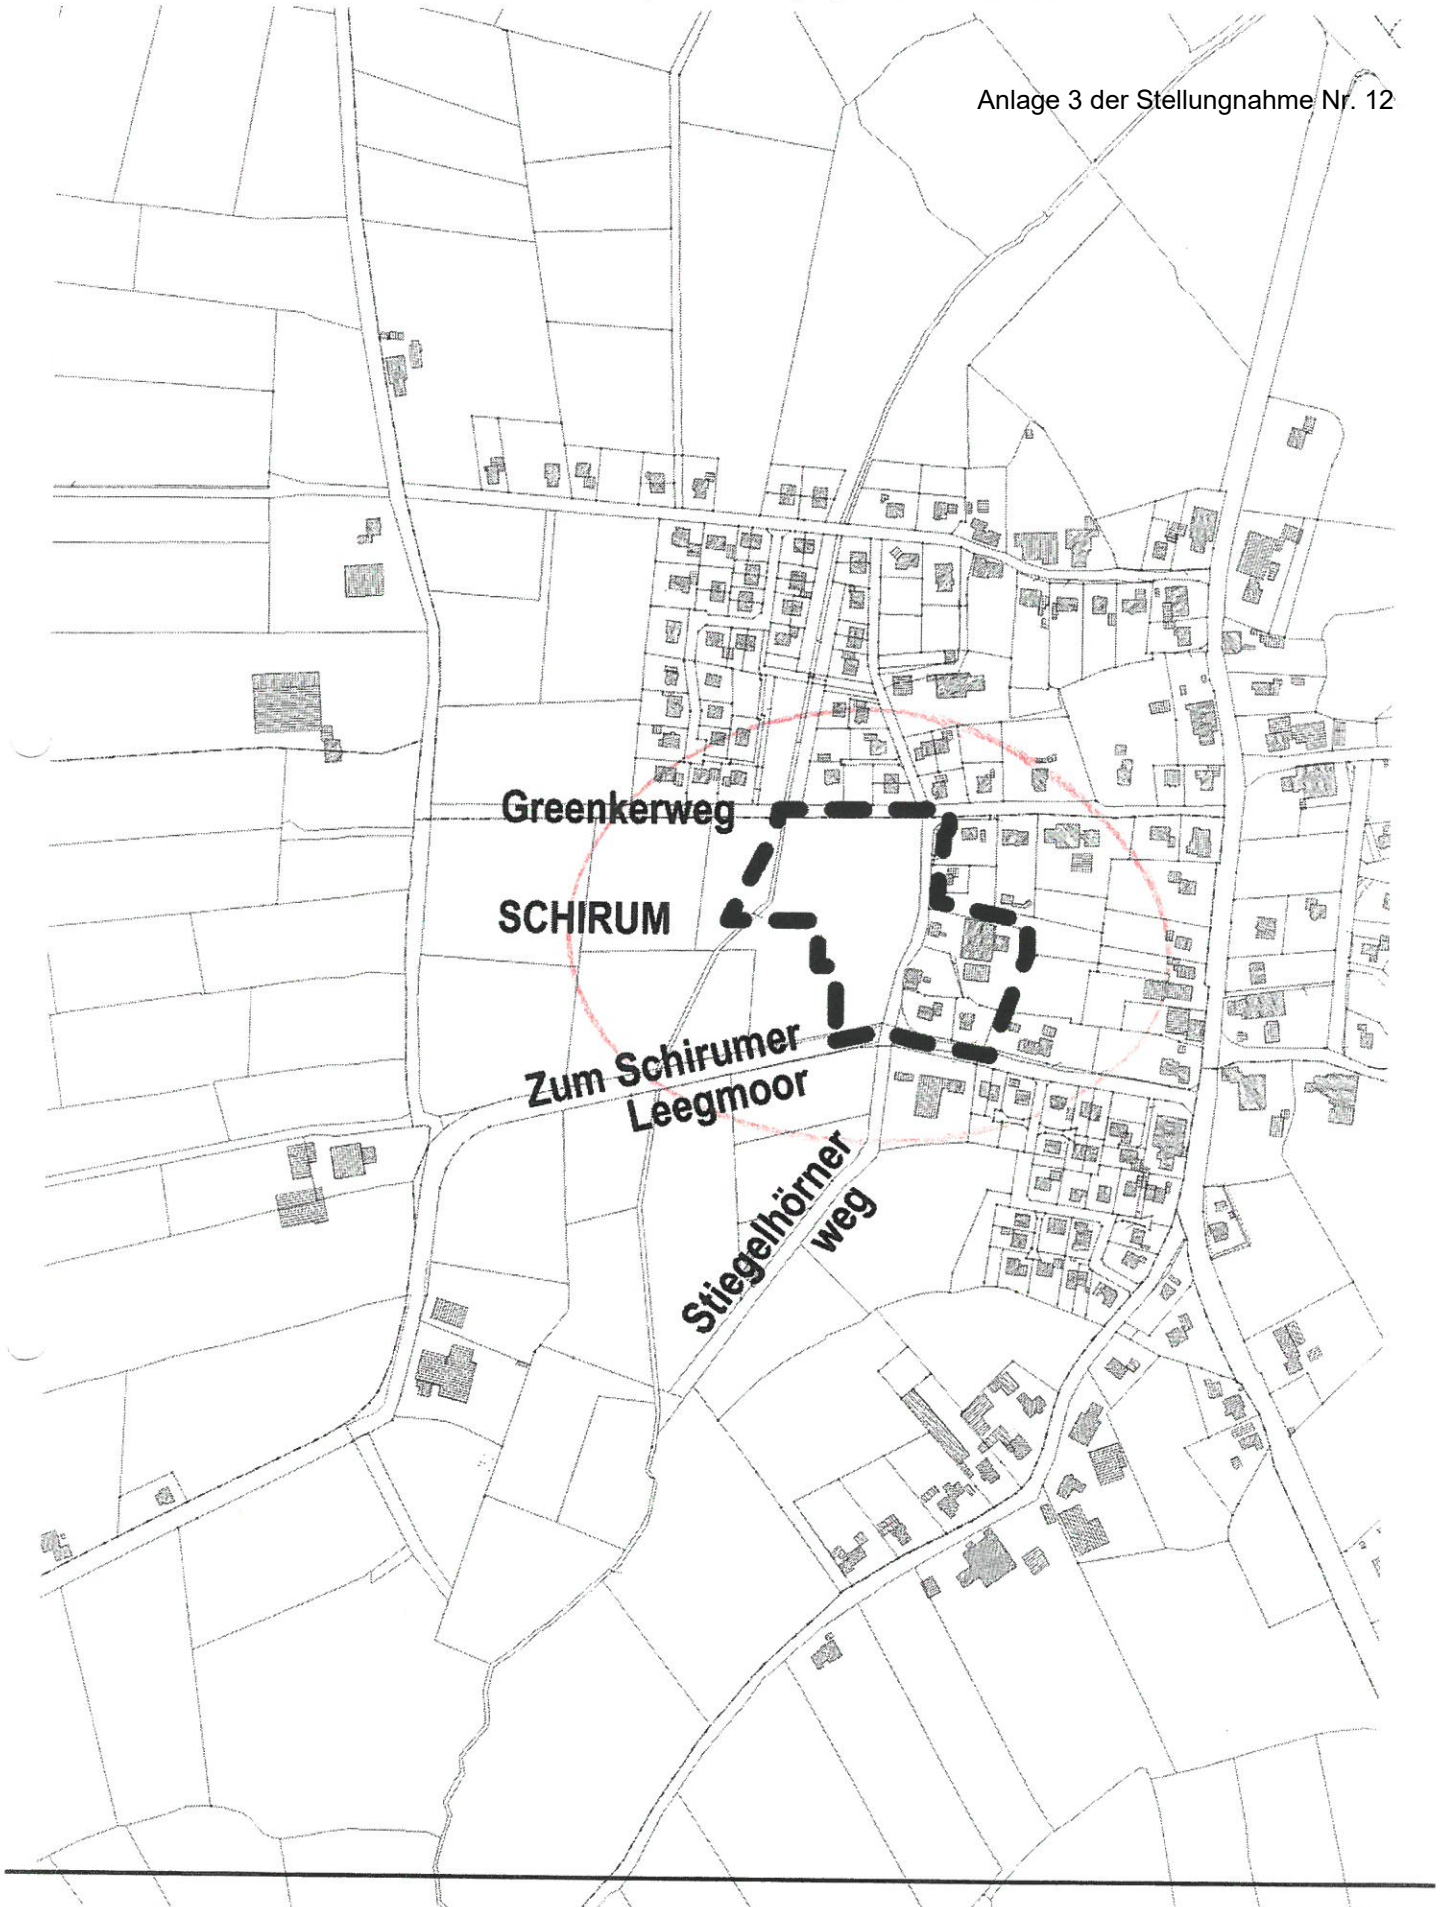 Anlage 3 der Stellungnahme Nr. 12
Greenkerweg
SCHIRUM
Zum Schirumer
Leegmoor
Stiegelhörner
weg